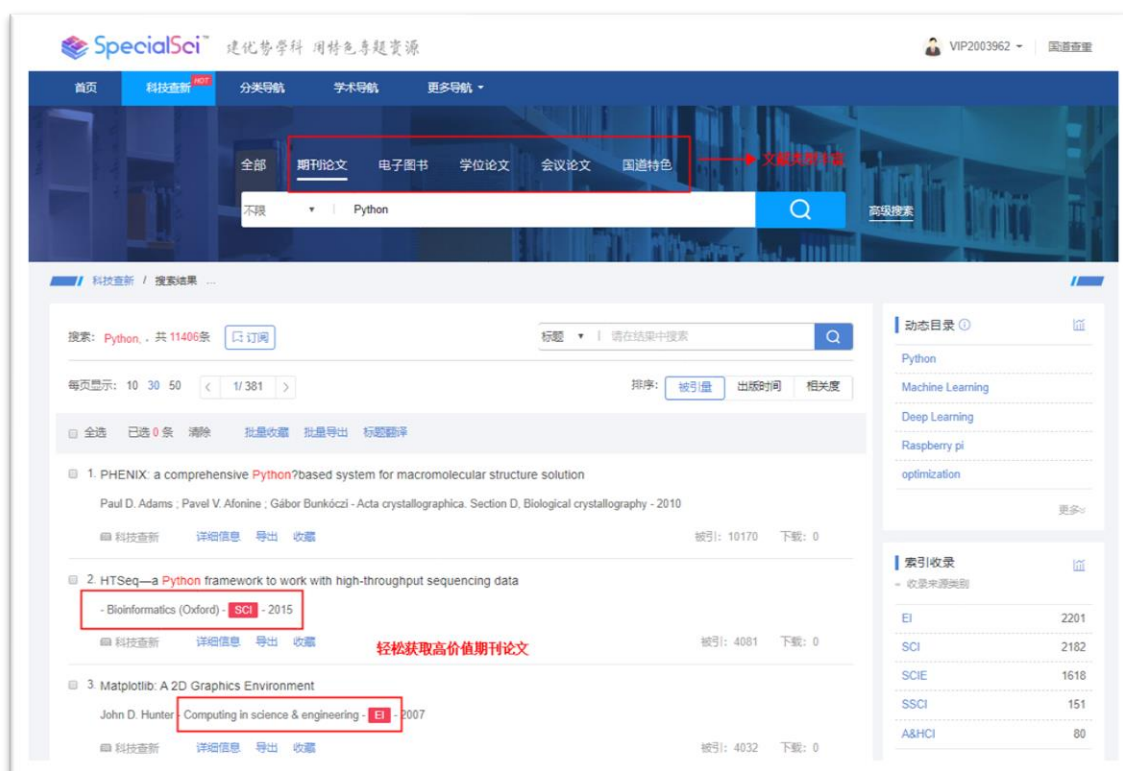 SpecialSci™ 建优势学科 用特色专题资源
VIP2003962 国道查重
首页 科技查新 HOT 分类导航 学术导航 更多导航
全部 期刊论文 电子图书 学位论文 会议论文 国道特色
不限 Python 高级搜索
科技查新 / 搜索结果 ...
搜索: Python, . 共 11406条 订阅 标题 请在结果中搜索
每页显示: 10 30 50 < 1/ 381 > 排序: 被引量 出版时间 相关度
全选 已选 0 条 清除 批量收藏 批量导出 标题翻译
1. PHENIX: a comprehensive Python?based system for macromolecular structure solution
Paul D. Adams ; Pavel V. Afonine ; Gábor Bunkóczi - Acta crystallographica. Section D, Biological crystallography - 2010
科技查新 详细信息 导出 收藏 被引: 10170 下载: 0
2. HTSeq—a Python framework to work with high-throughput sequencing data
- Bioinformatics (Oxford) - SCI - 2015
科技查新 详细信息 导出 收藏 被引: 4081 下载: 0
轻松获取高价值期刊论文
3. Matplotlib: A 2D Graphics Environment
John D. Hunter - Computing in science & engineering - EI - 2007
科技查新 详细信息 导出 收藏 被引: 4032 下载: 0
动态目录
Python
Machine Learning
Deep Learning
Raspberry pi
optimization
更多
索引收录
收录来源类别
EI 2201
SCI 2182
SCIE 1618
SSCI 151
A&HCI 80